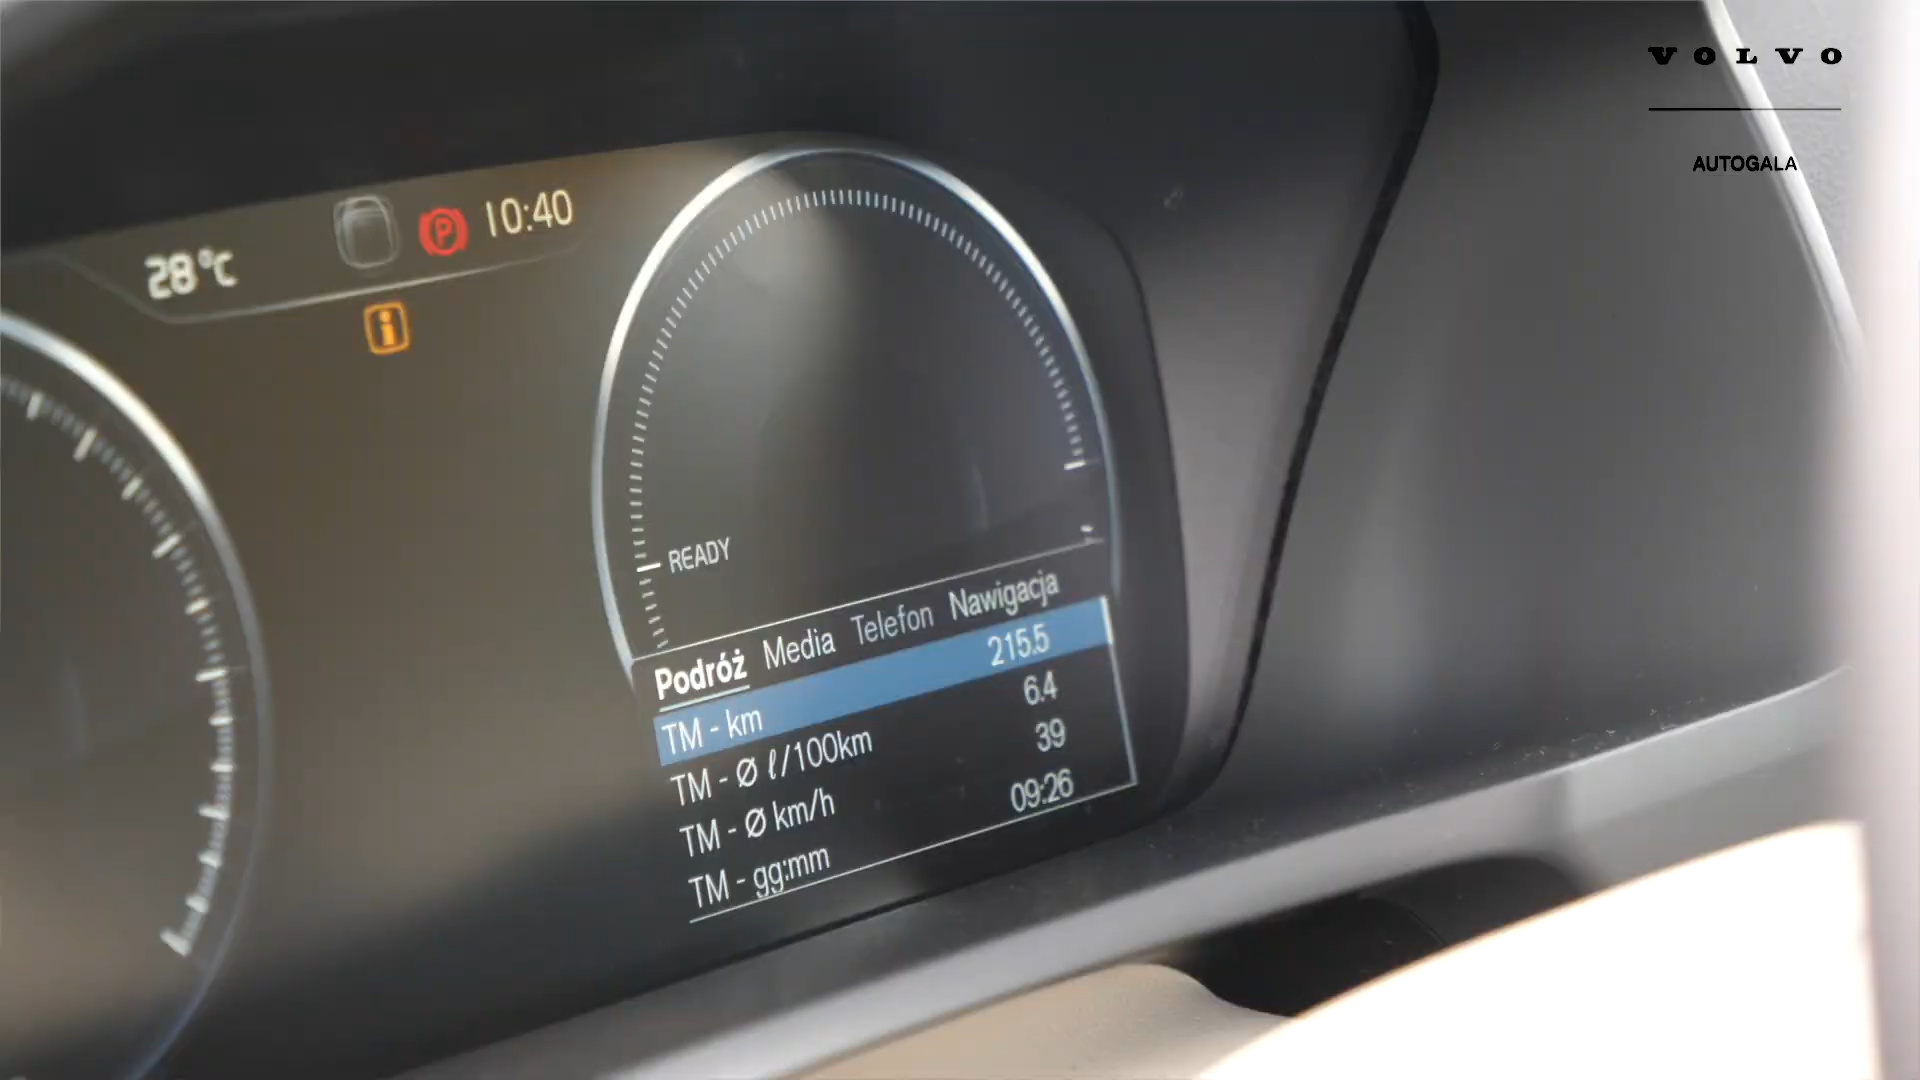 VOLVO
AUTOGALA
28°C
P 10:40
i
READY
Podróż Media Telefon Nawigacja
TM - km 215.5
TM - Ø ℓ/100km 6.4
TM - Ø km/h 39
TM - gg:mm 09:26